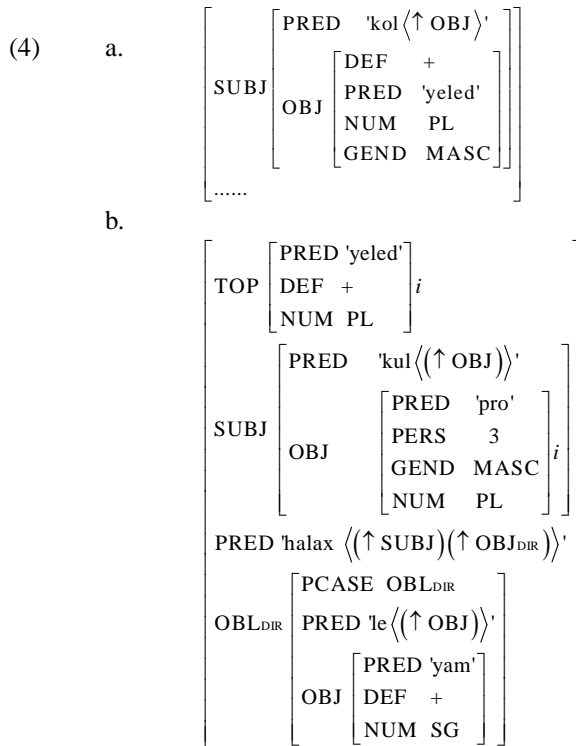 (4) a.
PRED 'kol⟨↑ OBJ⟩'
DEF +
SUBJ
OBJ
PRED 'yeled'
NUM PL
GEND MASC
......
b.
PRED 'yeled'
TOP DEF + i
NUM PL
PRED 'kul⟨(↑ OBJ)⟩'
PRED 'pro'
SUBJ
PERS 3
OBJ i
GEND MASC
NUM PL
PRED 'halax ⟨(↑ SUBJ)(↑ OBJDIR)⟩'
PCASE OBLDIR
OBLDIR PRED 'le⟨(↑ OBJ)⟩'
PRED 'yam'
OBJ DEF +
NUM SG